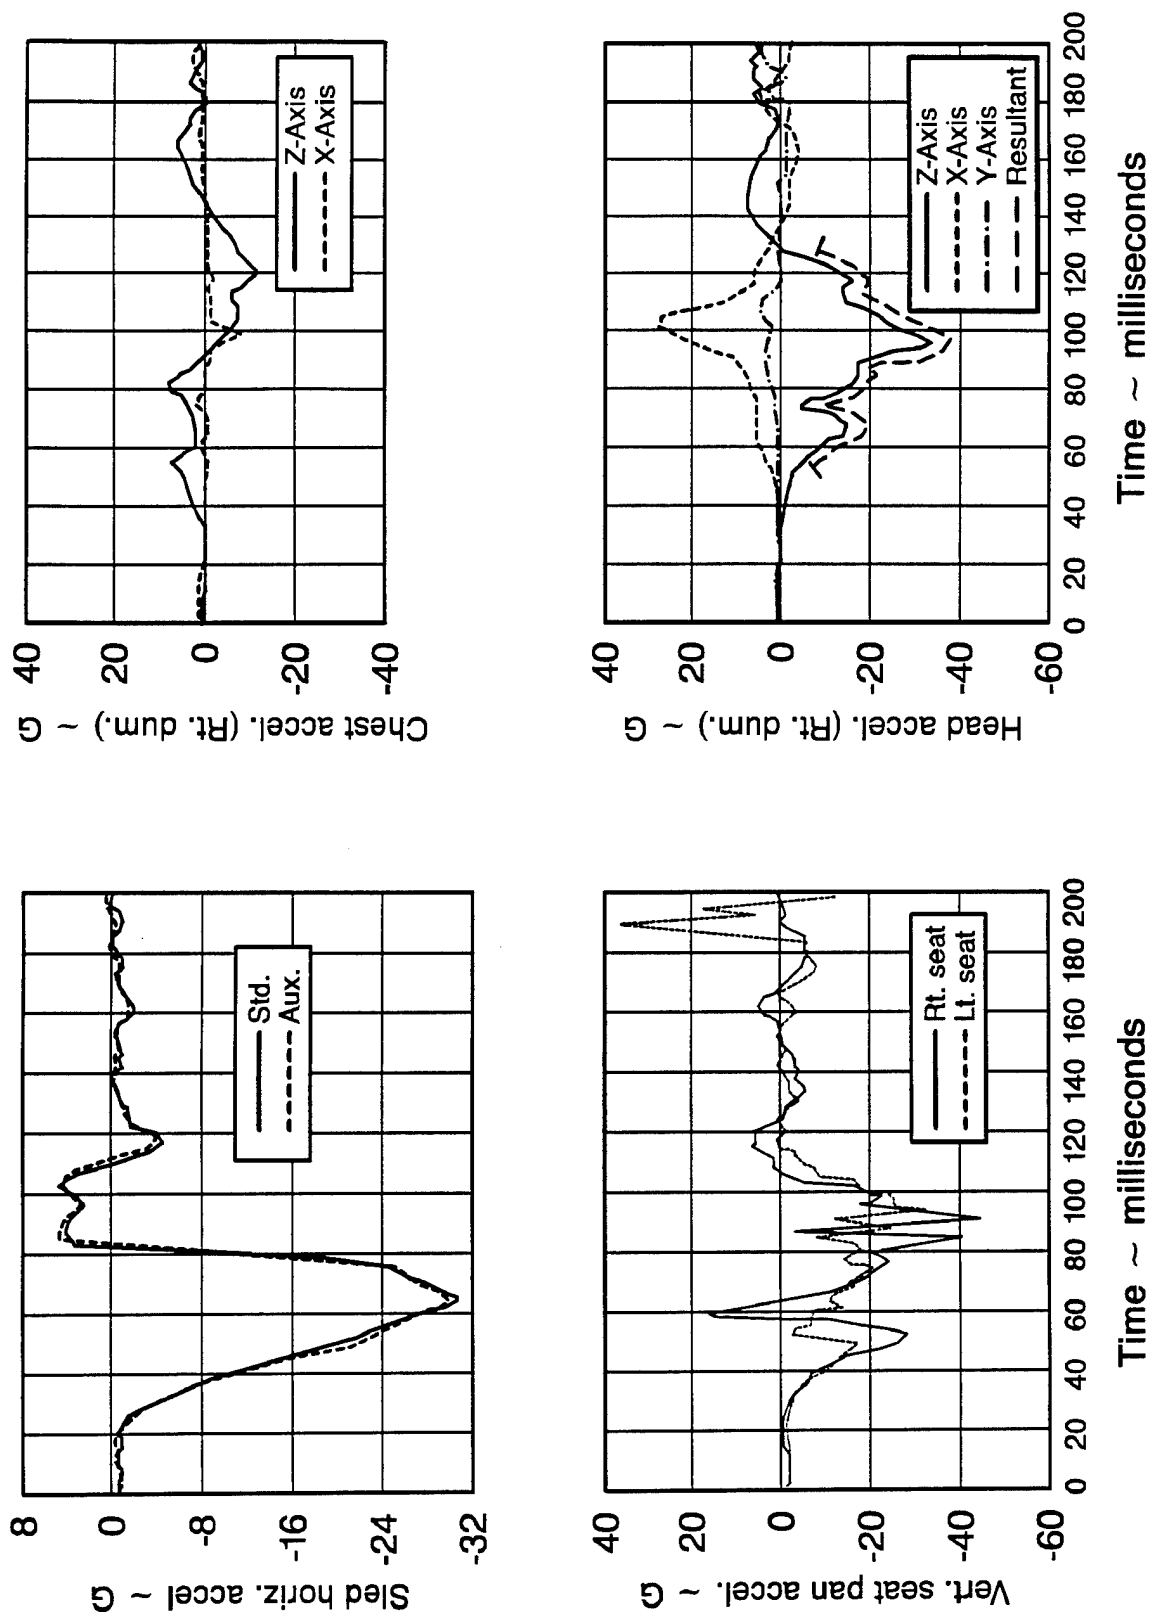 8
0
-8
-16
-24
-32
Sled horiz. accel ~ G
Std.
Aux.
40
20
0
-20
-40
Chest accel. (Rt. dum.) ~ G
Z-Axis
X-Axis
40
20
0
-20
-40
-60
Vert. seat pan accel. ~ G
Rt. seat
Lt. seat
0 20 40 60 80 100 120 140 160 180 200
Time ~ milliseconds
40
20
0
-20
-40
-60
Head accel. (Rt. dum.) ~ G
Z-Axis
X-Axis
Y-Axis
Resultant
0 20 40 60 80 100 120 140 160 180 200
Time ~ milliseconds